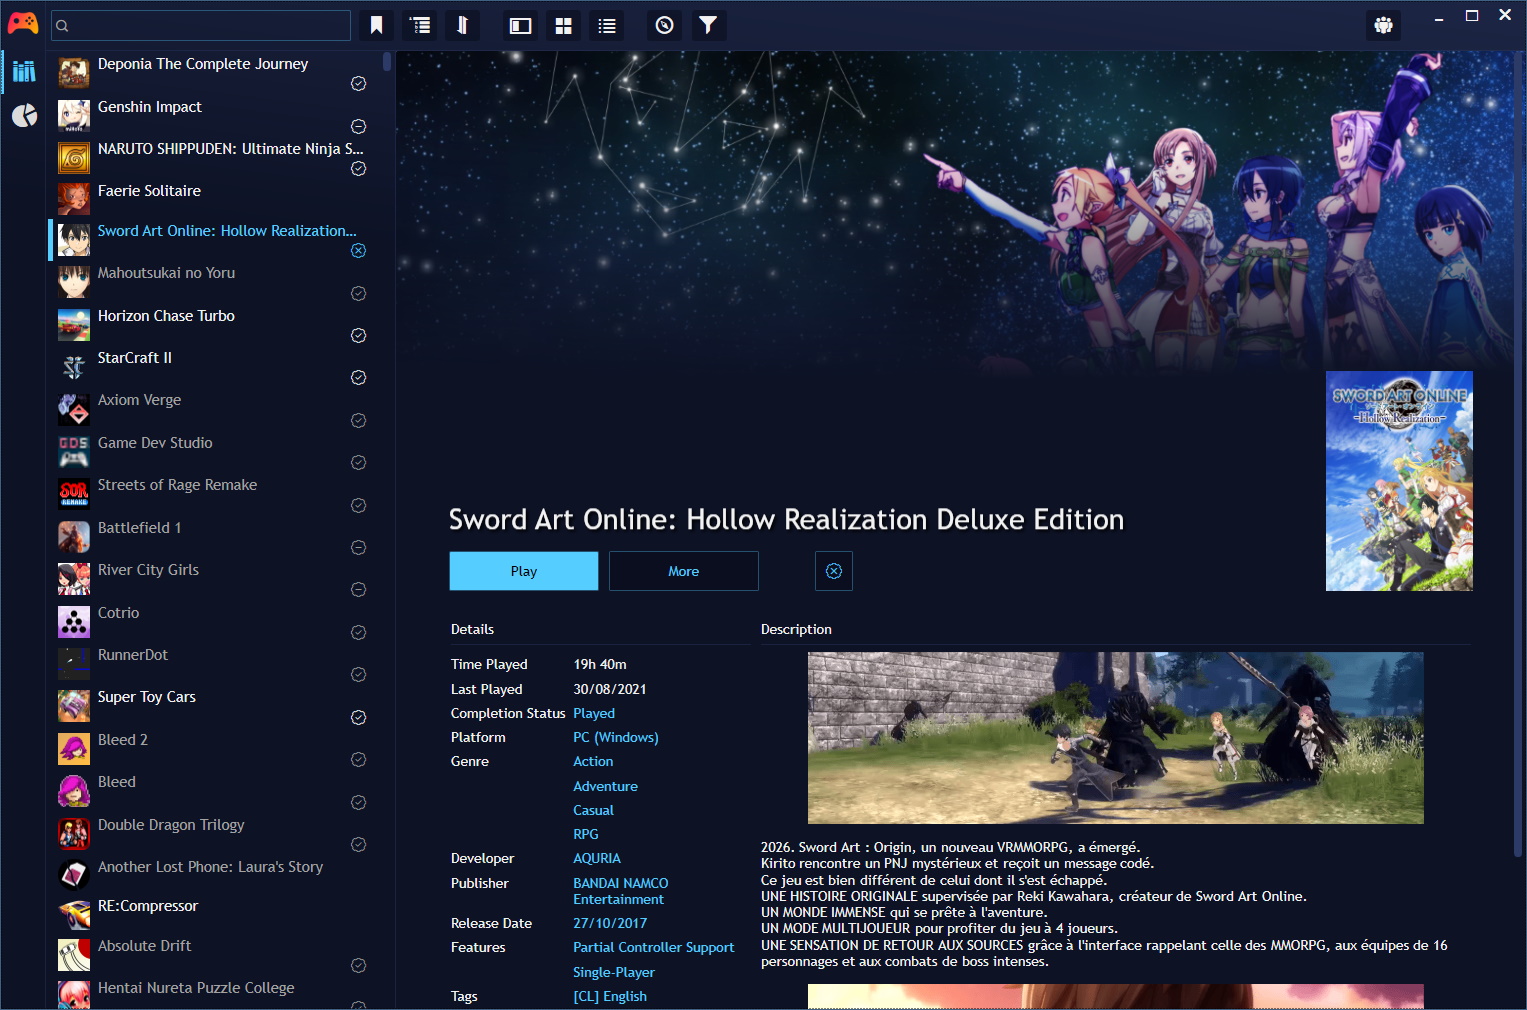 Deponia The Complete Journey
Genshin Impact
NARUTO SHIPPUDEN: Ultimate Ninja S...
Faerie Solitaire
Sword Art Online: Hollow Realization...
Mahoutsukai no Yoru
Horizon Chase Turbo
StarCraft II
Axiom Verge
GDS
Game Dev Studio
SOR
REMAKE
Streets of Rage Remake
Battlefield 1
River City Girls
Cotrio
RunnerDot
Super Toy Cars
Bleed 2
Bleed
Double Dragon Trilogy
Another Lost Phone: Laura's Story
RE:Compressor
Absolute Drift
Hentai Nureta Puzzle College
SWORD ART ONLINE
-Hollow Realization-
Sword Art Online: Hollow Realization Deluxe Edition
Play
More
Details
Time Played 19h 40m
Last Played 30/08/2021
Completion Status Played
Platform PC (Windows)
Genre Action
Adventure
Casual
RPG
Developer AQURIA
Publisher BANDAI NAMCO
Entertainment
Release Date 27/10/2017
Features Partial Controller Support
Single-Player
Tags [CL] English
Description
2026. Sword Art : Origin, un nouveau VRMMORPG, a émergé.
Kirito rencontre un PNJ mystérieux et reçoit un message codé.
Ce jeu est bien différent de celui dont il s'est échappé.
UNE HISTOIRE ORIGINALE supervisée par Reki Kawahara, créateur de Sword Art Online.
UN MONDE IMMENSE qui se prête à l'aventure.
UN MODE MULTIJOUEUR pour profiter du jeu à 4 joueurs.
UNE SENSATION DE RETOUR AUX SOURCES grâce à l'interface rappelant celle des MMORPG, aux équipes de 16
personnages et aux combats de boss intenses.